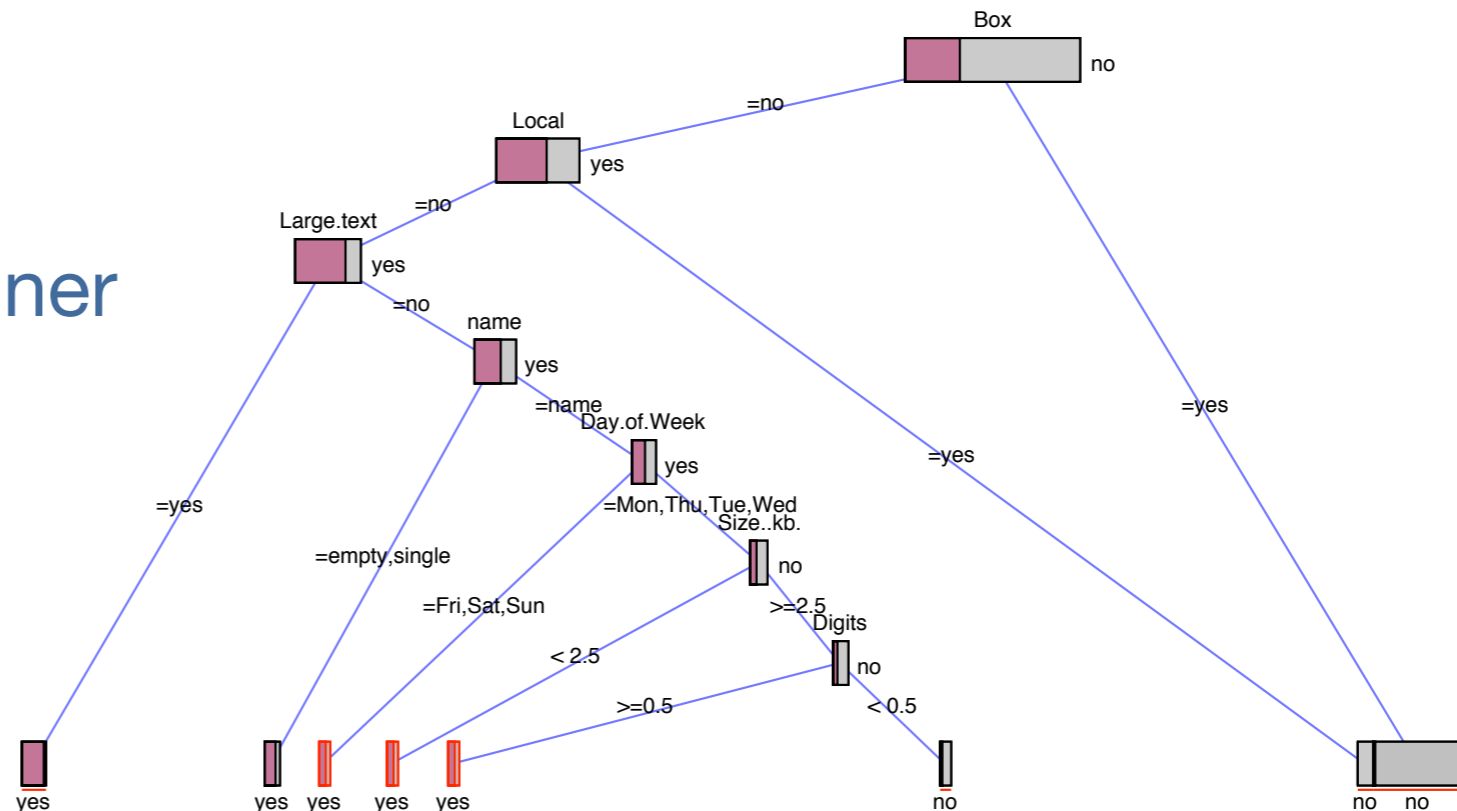 Box
no
=no
Local
yes
=no
Large.text
yes
ner
=no
name
yes
=name
=yes
Day.of.Week
=yes
yes
=yes
=Mon,Thu,Tue,Wed
Size..kb.
=empty,single
no
=Fri,Sat,Sun
>=2.5
Digits
< 2.5
no
>=0.5
< 0.5
yes
yes
yes
yes
yes
no
no
no